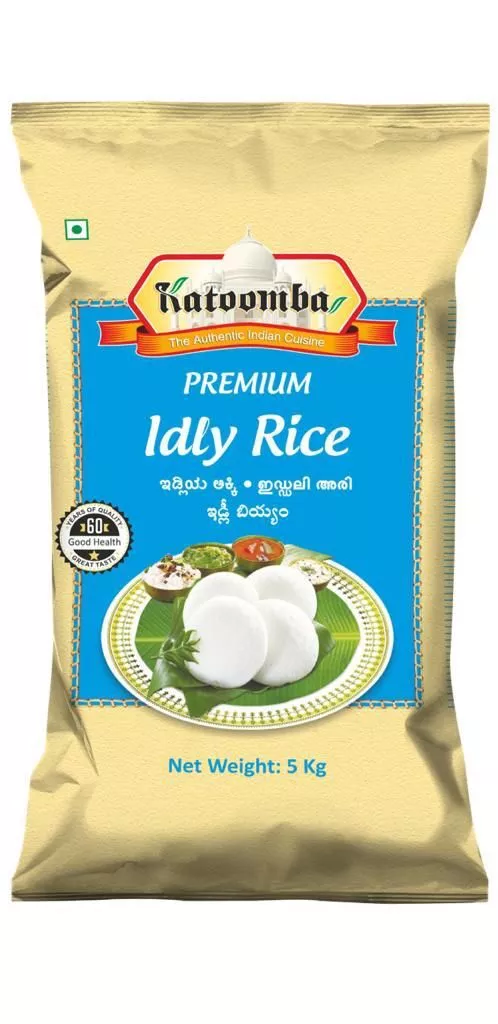 Katoomba
The Authentic Indian Cuisine
PREMIUM
Idly Rice
ಇಡ್ಲಿಯ ಅಕ್ಕಿ • ഇഡ്ഡലി അരി
ఇడ్లీ బియ్యం
YEARS OF QUALITY
60
Good Health
GREAT TASTE
Net Weight: 5 Kg